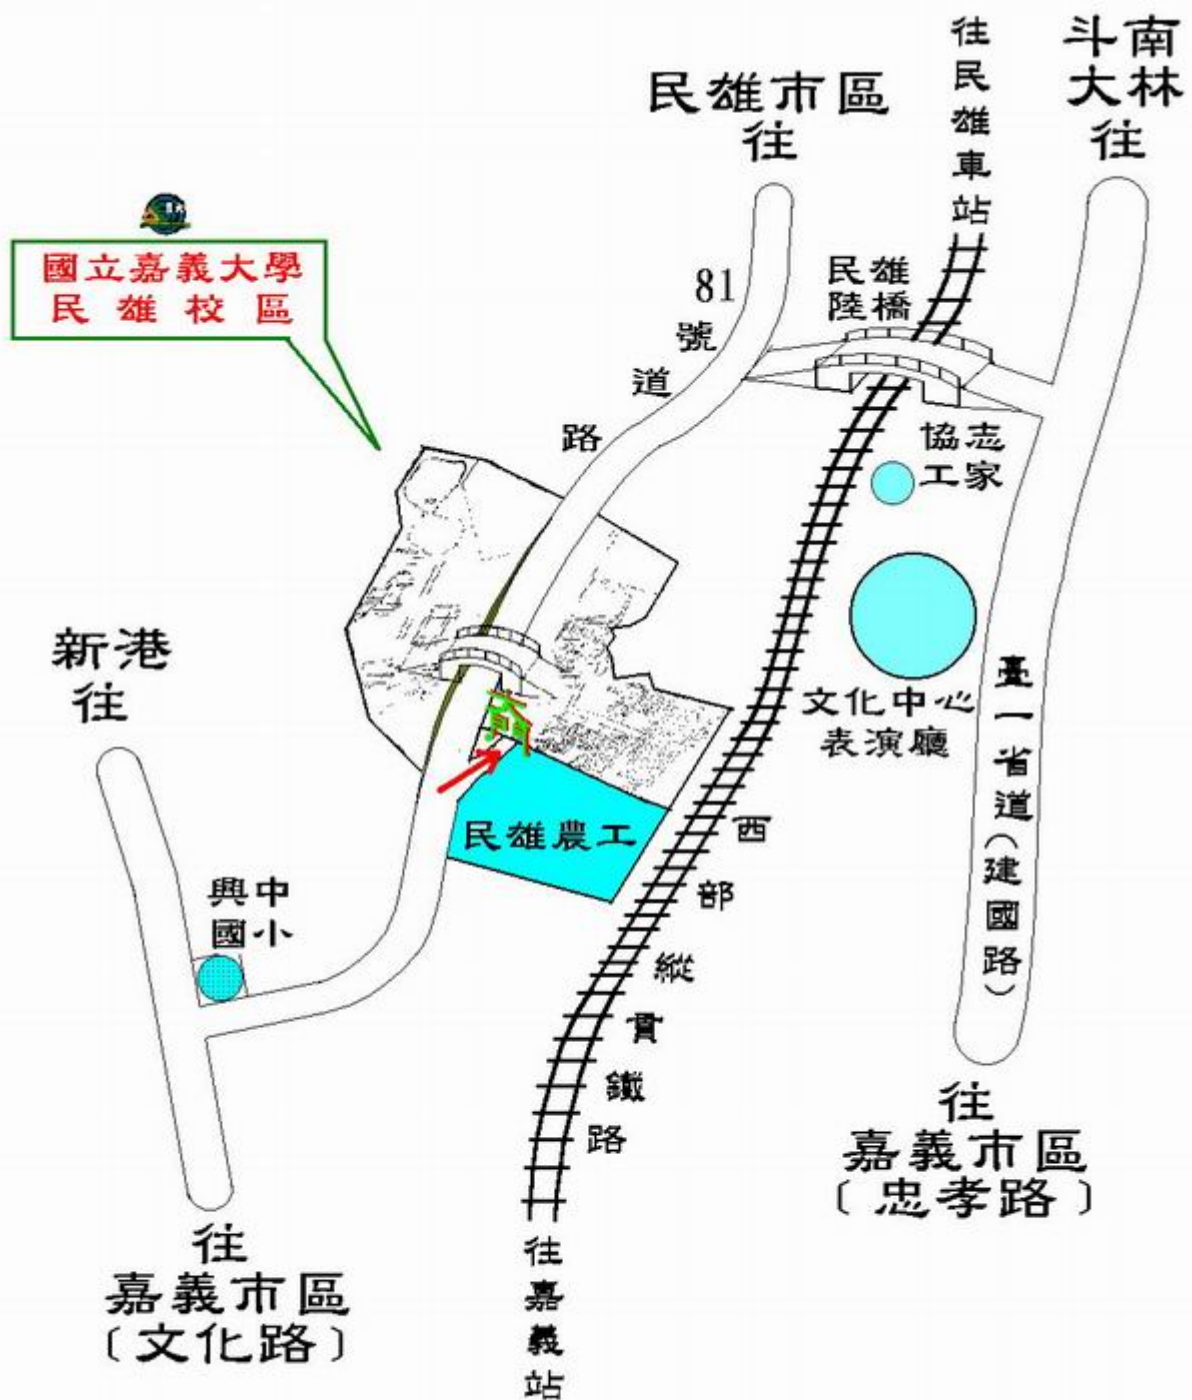 往民雄車站
斗南
大林
往
民雄市區
往
國立嘉義大學
民雄校區
81號道路
民雄
陸橋
協志
工家
新港
往
文化中心
表演廳
臺一省道(建國路)
民雄農工
西部縱貫鐵路
興中
國小
往
嘉義市區
(忠孝路)
往
嘉義市區
(文化路)
往嘉義站